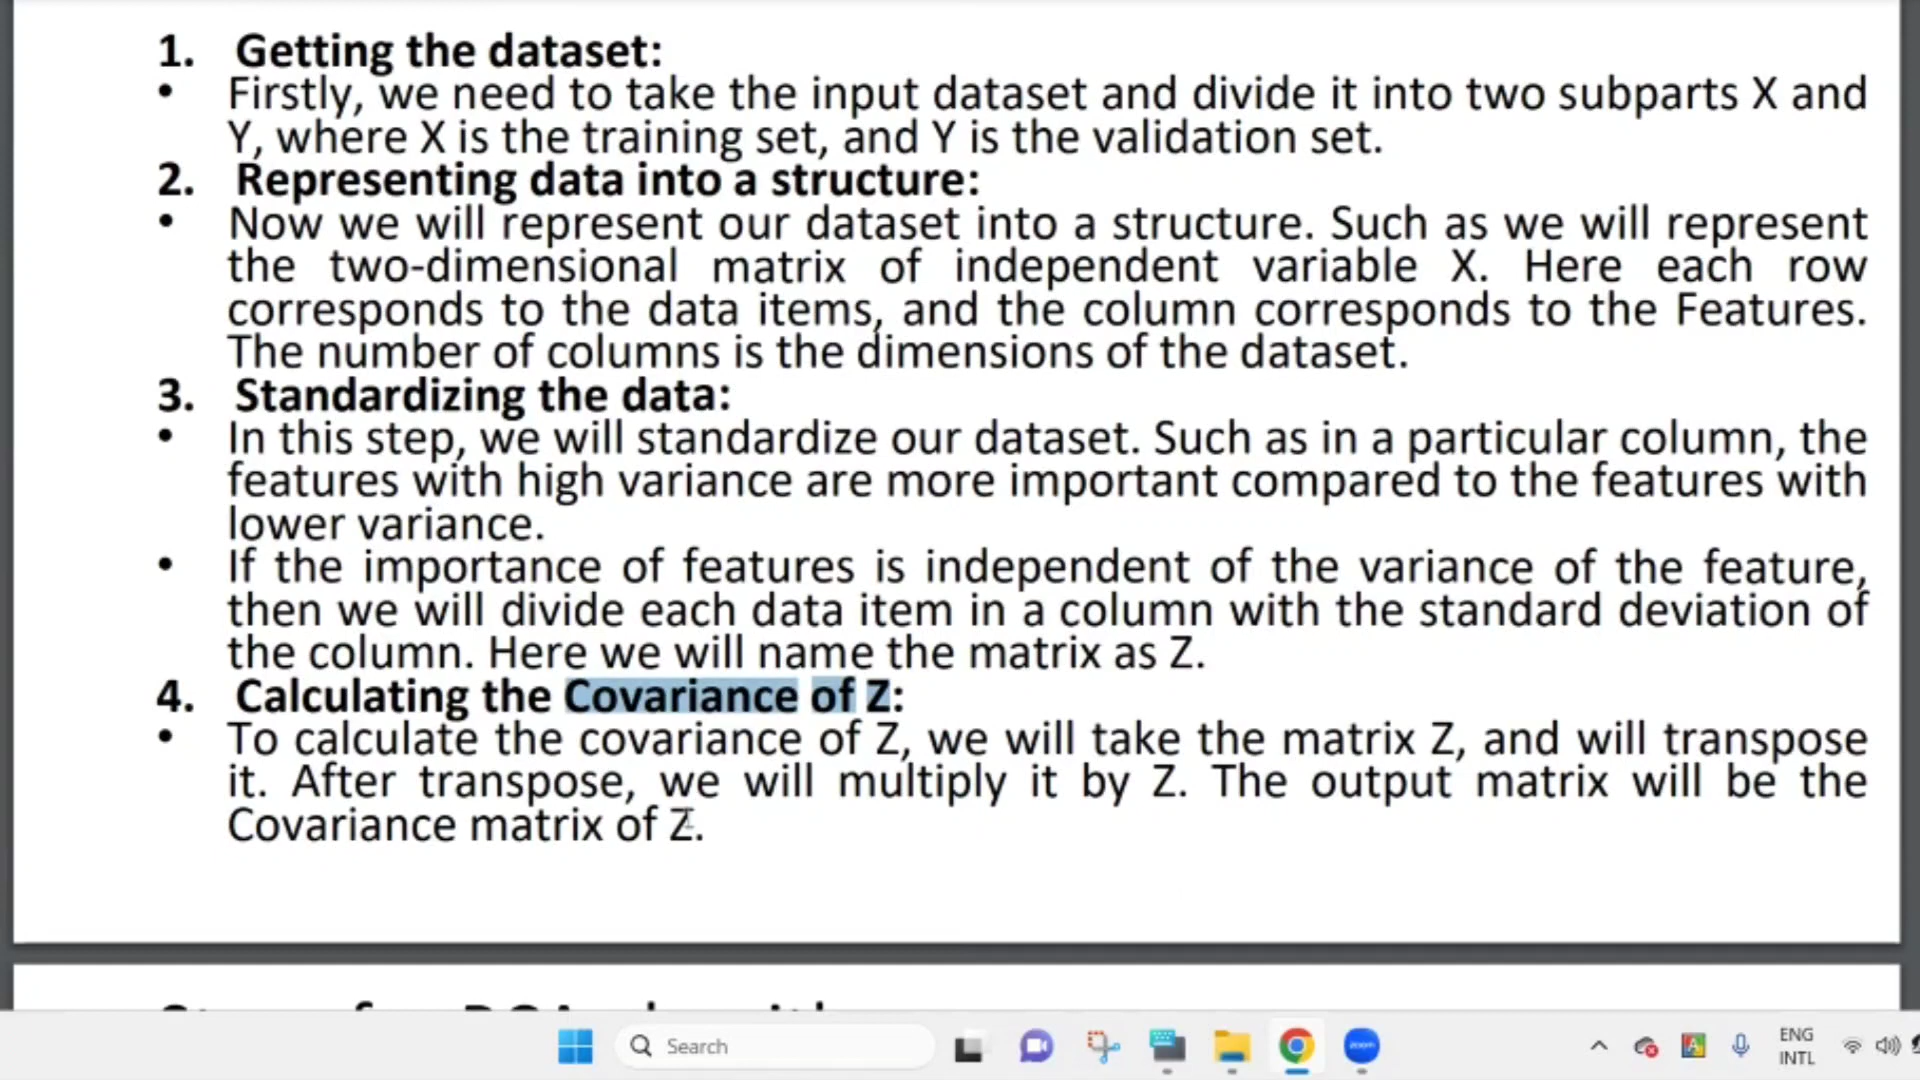 1. Getting the dataset:
• Firstly, we need to take the input dataset and divide it into two subparts X and
Y, where X is the training set, and Y is the validation set.
2. Representing data into a structure:
• Now we will represent our dataset into a structure. Such as we will represent
the two-dimensional matrix of independent variable X. Here each row
corresponds to the data items, and the column corresponds to the Features.
The number of columns is the dimensions of the dataset.
3. Standardizing the data:
• In this step, we will standardize our dataset. Such as in a particular column, the
features with high variance are more important compared to the features with
lower variance.
• If the importance of features is independent of the variance of the feature,
then we will divide each data item in a column with the standard deviation of
the column. Here we will name the matrix as Z.
4. Calculating the Covariance of Z:
• To calculate the covariance of Z, we will take the matrix Z, and will transpose
it. After transpose, we will multiply it by Z. The output matrix will be the
Covariance matrix of Z.
Search
zoom
ENG
INTL